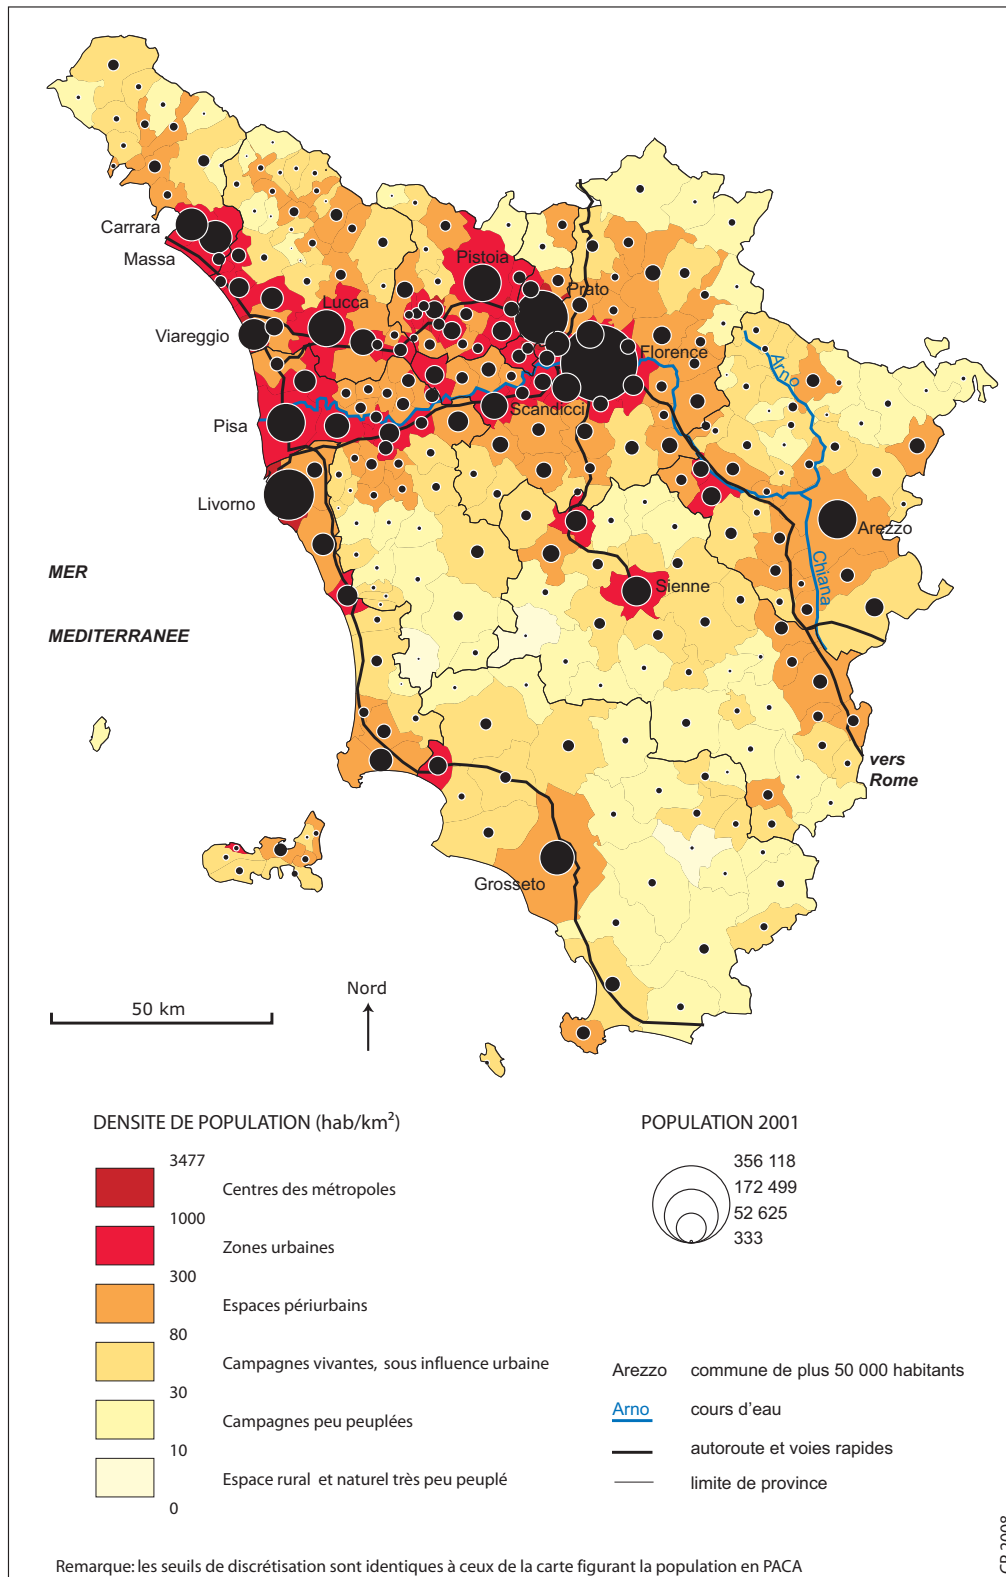 Carrara
Massa
Pistoia
Prato
Lucca
Viareggio
Florence
Arno
Scandicci
Pisa
Livorno
Arezzo
MER
MEDITERRANEE
Sienne
Chiana
vers
Rome
Grosseto
50 km
Nord
DENSITE DE POPULATION (hab/km²)
3477
Centres des métropoles
1000
Zones urbaines
300
Espaces périurbains
80
Campagnes vivantes, sous influence urbaine
30
Campagnes peu peuplées
10
Espace rural et naturel très peu peuplé
0
POPULATION 2001
356 118
172 499
52 625
333
Arezzo commune de plus 50 000 habitants
Arno cours d'eau
autoroute et voies rapides
limite de province
Remarque: les seuils de discrétisation sont identiques à ceux de la carte figurant la population en PACA
2008